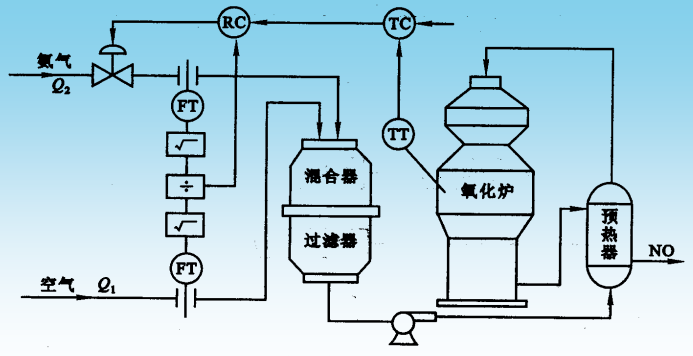 RC
TC
氨气
Q₂
FT
√
÷
√
FT
空气 Q₁
混合器
过滤器
TT
氧化炉
预热器
NO